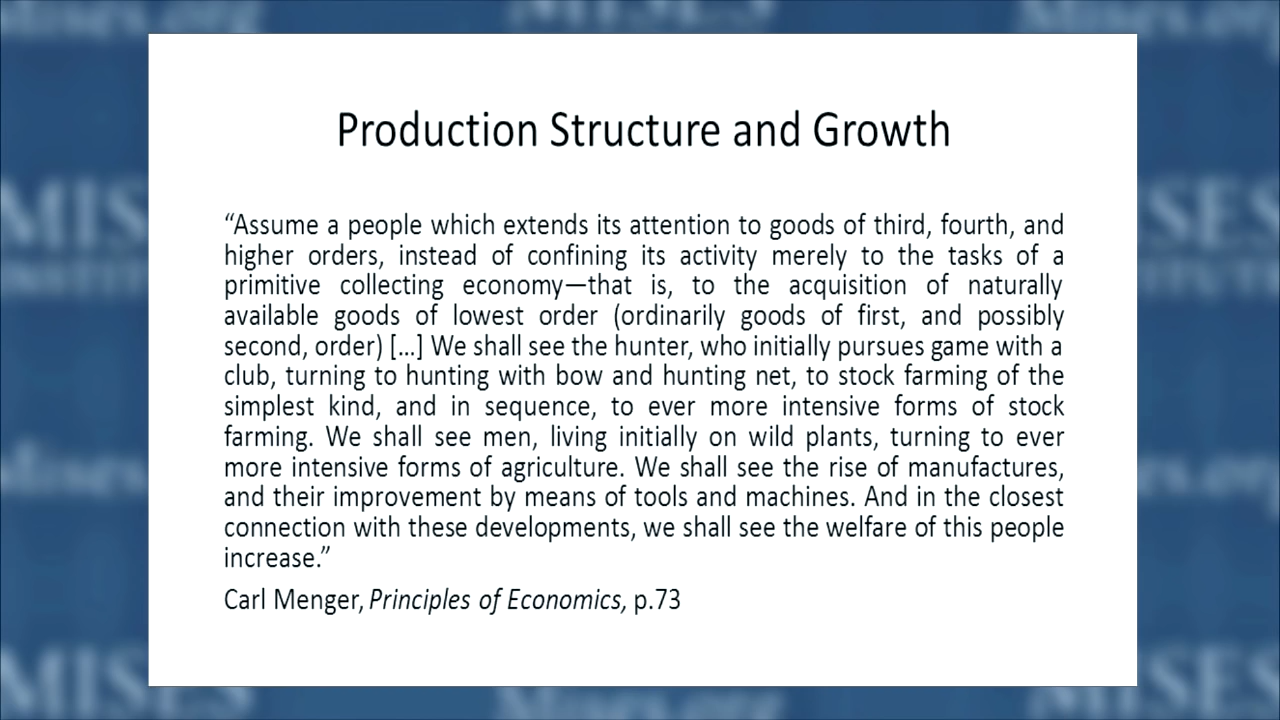 Production Structure and Growth
“Assume a people which extends its attention to goods of third, fourth, and
higher orders, instead of confining its activity merely to the tasks of a
primitive collecting economy—that is, to the acquisition of naturally
available goods of lowest order (ordinarily goods of first, and possibly
second, order) [...] We shall see the hunter, who initially pursues game with a
club, turning to hunting with bow and hunting net, to stock farming of the
simplest kind, and in sequence, to ever more intensive forms of stock
farming. We shall see men, living initially on wild plants, turning to ever
more intensive forms of agriculture. We shall see the rise of manufactures,
and their improvement by means of tools and machines. And in the closest
connection with these developments, we shall see the welfare of this people
increase.”
Carl Menger, Principles of Economics, p.73